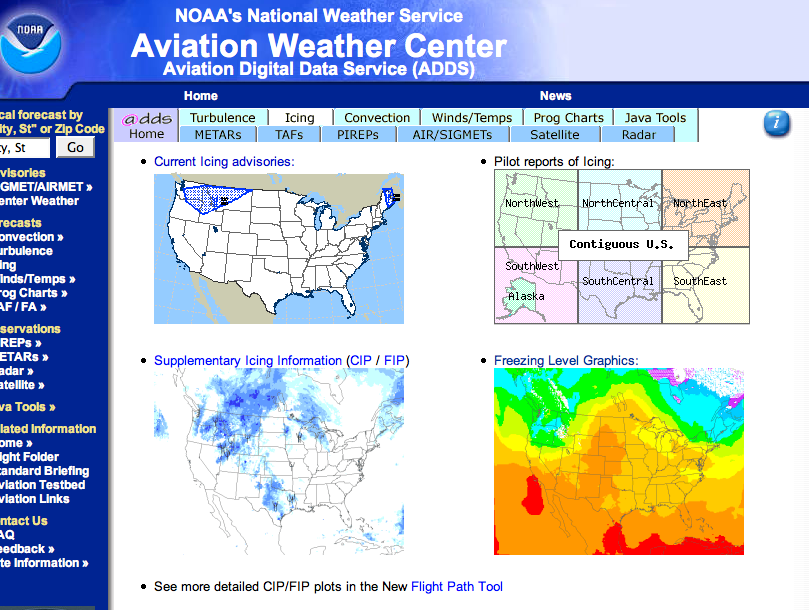 NOAA
NOAA's National Weather Service
Aviation Weather Center
Aviation Digital Data Service (ADDS)
Home
News
cal forecast by
ity, St" or Zip Code
ty, St
Go
visories
GMET/AIRMET »
enter Weather
recasts
onvection »
urbulence
ing
inds/Temps »
rog Charts »
AF / FA »
servations
REPs »
ETARs »
adar »
atellite »
va Tools »
lated Information
ome »
ight Folder
tandard Briefing
viation Testbed
viation Links
ntact Us
AQ
eedback »
te Information »
@dds
Home
Turbulence
Icing
Convection
Winds/Temps
Prog Charts
Java Tools
METARs
TAFs
PIREPs
AIR/SIGMETs
Satellite
Radar
i
• Current Icing advisories:
• Pilot reports of Icing:
NorthWest
NorthCentral
NorthEast
Contiguous U.S.
SouthWest
SouthCentral
SouthEast
Alaska
• Supplementary Icing Information (CIP / FIP)
• Freezing Level Graphics:
• See more detailed CIP/FIP plots in the New Flight Path Tool